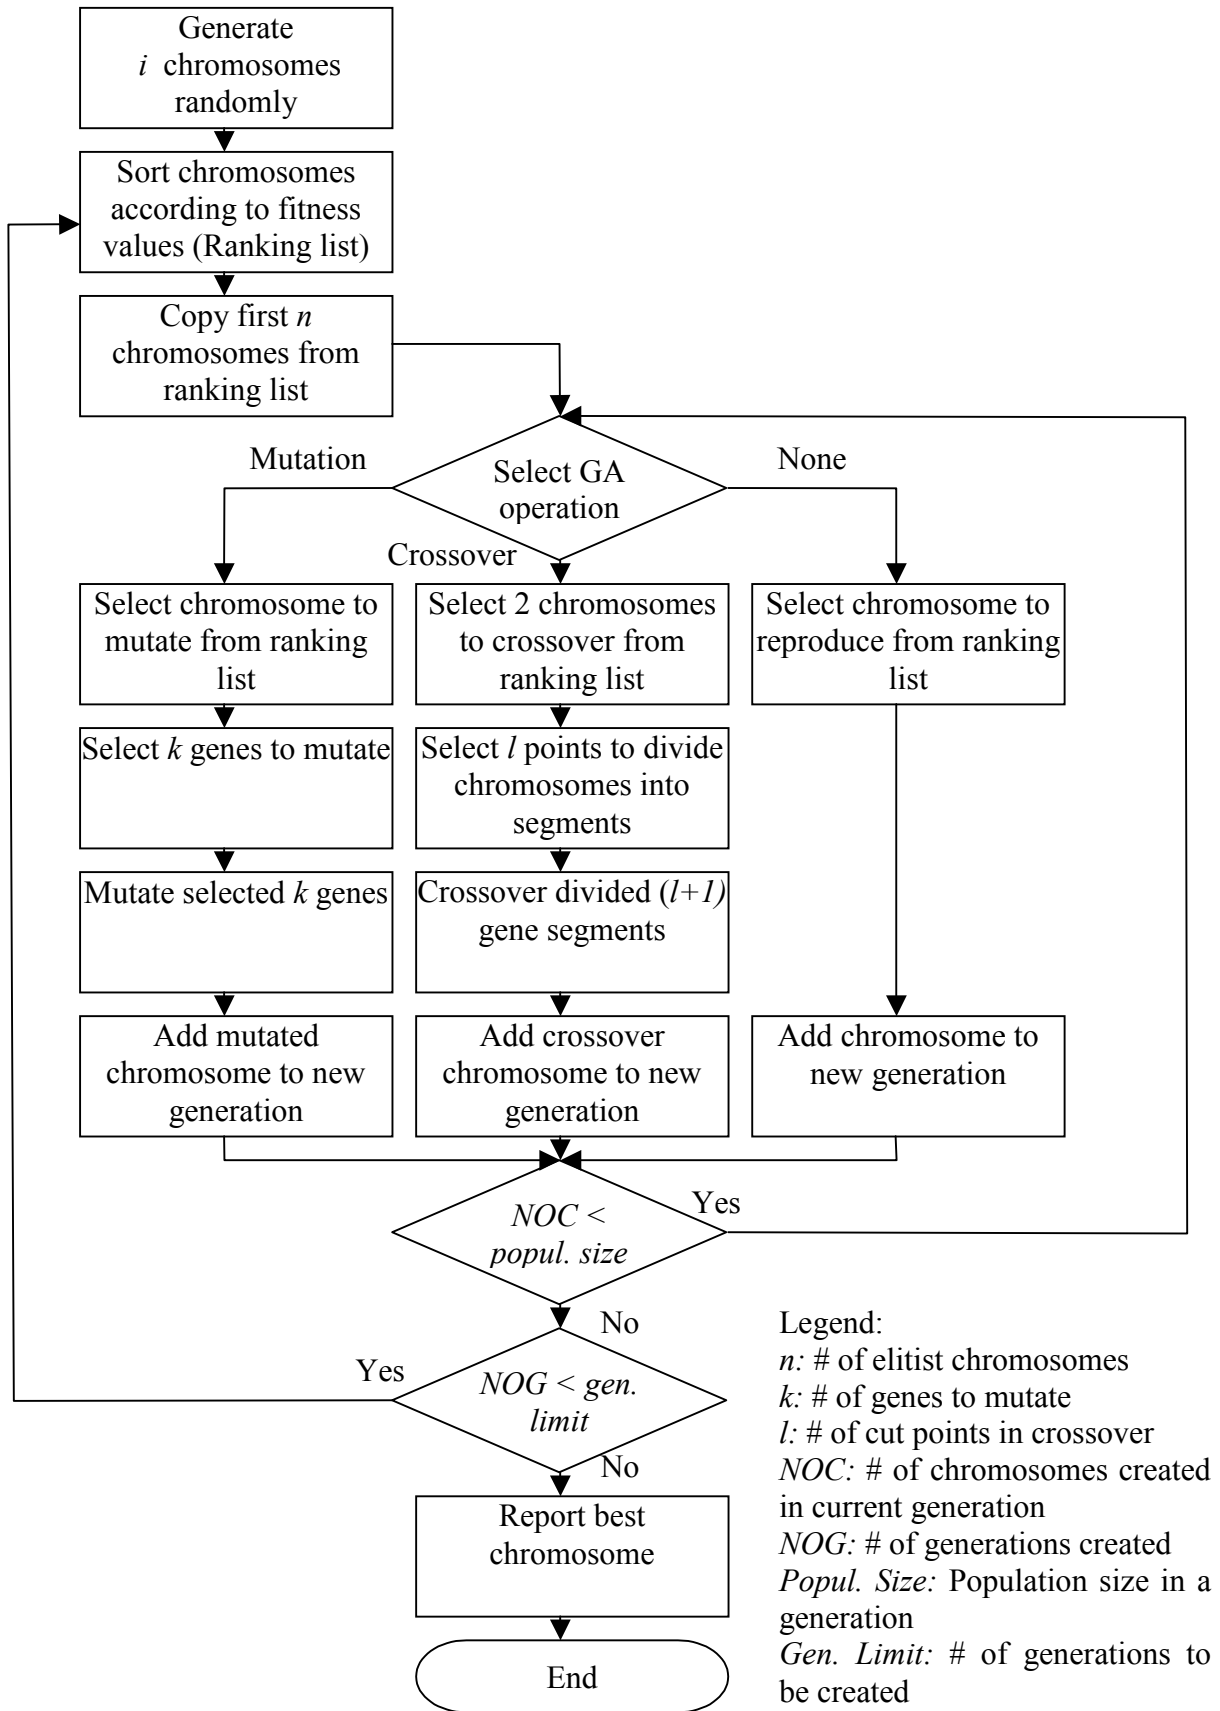 Generate
i chromosomes
randomly
Sort chromosomes
according to fitness
values (Ranking list)
Copy first n
chromosomes from
ranking list
Mutation
None
Select GA
operation
Crossover
Select chromosome to
mutate from ranking
list
Select 2 chromosomes
to crossover from
ranking list
Select chromosome to
reproduce from ranking
list
Select k genes to mutate
Select l points to divide
chromosomes into
segments
Mutate selected k genes
Crossover divided (l+1)
gene segments
Add mutated
chromosome to new
generation
Add crossover
chromosome to new
generation
Add chromosome to
new generation
NOC <
popul. size
Yes
No
Yes
NOG < gen.
limit
No
Report best
chromosome
End
Legend:
n: # of elitist chromosomes
k: # of genes to mutate
l: # of cut points in crossover
NOC: # of chromosomes created
in current generation
NOG: # of generations created
Popul. Size: Population size in a
generation
Gen. Limit: # of generations to
be created